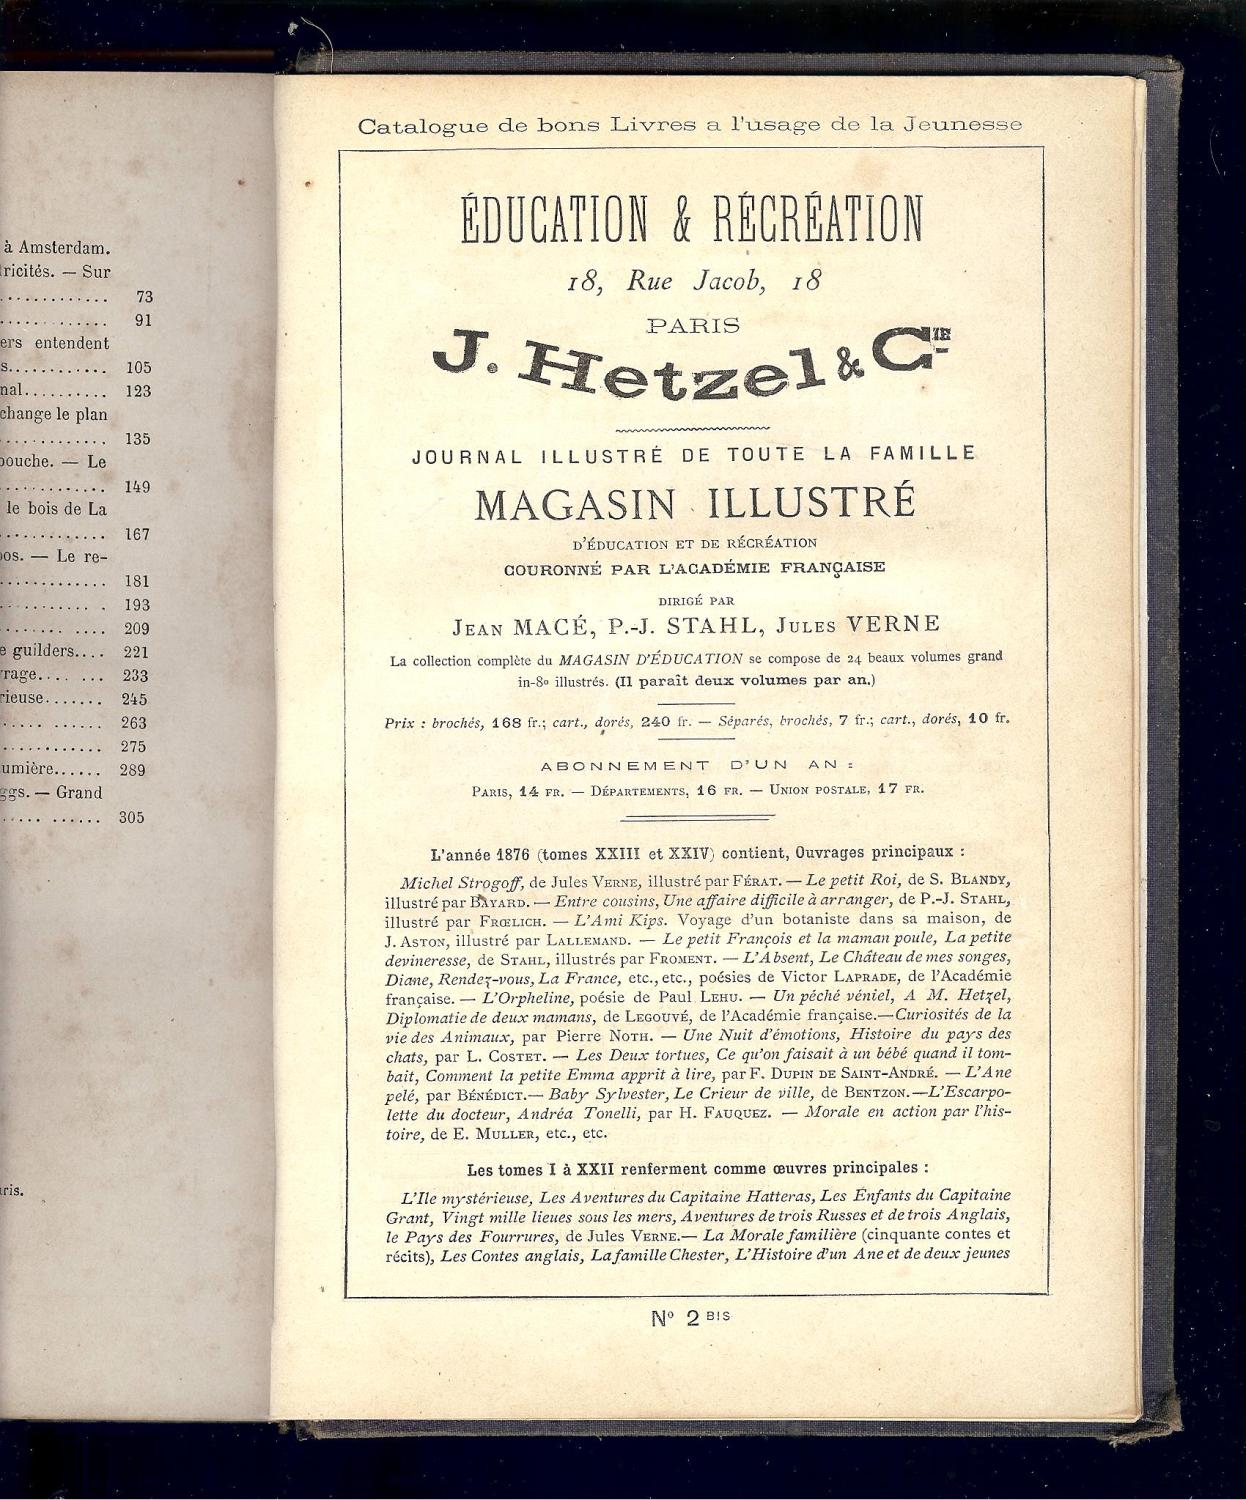 à Amsterdam.
ricités. — Sur
............. 73
............. 91
ers entendent
s............ 105
nal.......... 123
change le plan
............. 135
bouche. — Le
............. 149
le bois de La
............. 167
os. — Le re-
............. 181
............. 193
............. 209
e guilders.... 221
rage.... ... 233
rieuse....... 245
............. 263
............. 275
umière...... 289
ggs. — Grand
............. 305
ris.
Catalogue de bons Livres a l'usage de la Jeunesse
ÉDUCATION & RÉCRÉATION
18, Rue Jacob, 18
PARIS
J. Hetzel & Cie
JOURNAL ILLUSTRÉ DE TOUTE LA FAMILLE
MAGASIN ILLUSTRÉ
D'ÉDUCATION ET DE RÉCRÉATION
COURONNÉ PAR L'ACADÉMIE FRANÇAISE
DIRIGÉ PAR
JEAN MACÉ, P.-J. STAHL, JULES VERNE
La collection complète du MAGASIN D'ÉDUCATION se compose de 24 beaux volumes grand
in-8º illustrés. (Il paraît deux volumes par an.)
Prix : brochés, 168 fr.; cart., dorés, 240 fr. — Séparés, brochés, 7 fr.; cart., dorés, 10 fr.
ABONNEMENT D'UN AN :
PARIS, 14 FR. — DÉPARTEMENTS, 16 FR. — UNION POSTALE, 17 FR.
L'année 1876 (tomes XXIII et XXIV) contient, Ouvrages principaux :
Michel Strogoff, de Jules VERNE, illustré par FÉRAT. — Le petit Roi, de S. BLANDY,
illustré par BAYARD. — Entre cousins, Une affaire difficile à arranger, de P.-J. STAHL,
illustré par FRŒLICH. — L'Ami Kips. Voyage d'un botaniste dans sa maison, de
J. ASTON, illustré par LALLEMAND. — Le petit François et la maman poule, La petite
devineresse, de STAHL, illustrés par FROMENT. — L'Absent, Le Château de mes songes,
Diane, Rendez-vous, La France, etc., etc., poésies de Victor LAPRADE, de l'Académie
française. — L'Orpheline, poésie de Paul LEHU. — Un péché véniel, A M. Hetzel,
Diplomatie de deux mamans, de LEGOUVÉ, de l'Académie française.—Curiosités de la
vie des Animaux, par Pierre NOTH. — Une Nuit d'émotions, Histoire du pays des
chats, par L. COSTET. — Les Deux tortues, Ce qu'on faisait à un bébé quand il tom-
bait, Comment la petite Emma apprit à lire, par F. DUPIN DE SAINT-ANDRÉ. — L'Ane
pelé, par BÉNÉDICT.— Baby Sylvester, Le Crieur de ville, de BENTZON.—L'Escarpo-
lette du docteur, Andréa Tonelli, par H. FAUQUEZ. — Morale en action par l'his-
toire, de E. MULLER, etc., etc.
Les tomes I à XXII renferment comme œuvres principales :
L'Ile mystérieuse, Les Aventures du Capitaine Hatteras, Les Enfants du Capitaine
Grant, Vingt mille lieues sous les mers, Aventures de trois Russes et de trois Anglais,
le Pays des Fourrures, de Jules VERNE.— La Morale familière (cinquante contes et
récits), Les Contes anglais, La famille Chester, L'Histoire d'un Ane et de deux jeunes
Nº 2 BIS